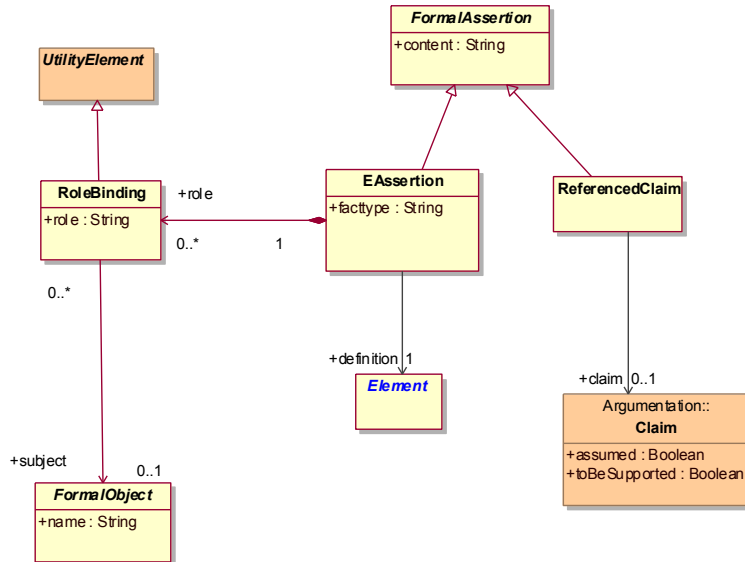 FormalAssertion
+content : String
UtilityElement
RoleBinding
+role : String
+role
0..*
1
EAssertion
+facttype : String
ReferencedClaim
0..*
+definition 1
Element
+claim 0..1
Argumentation::
Claim
+assumed : Boolean
+toBeSupported : Boolean
+subject
0..1
FormalObject
+name : String